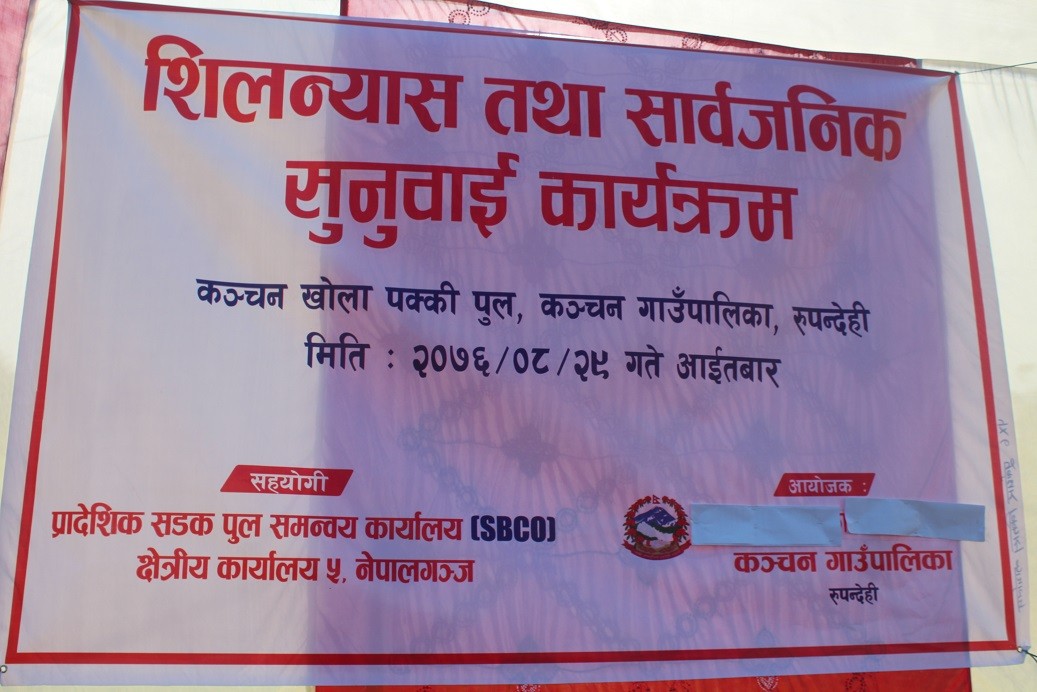 शिलन्यास तथा सार्वजनिक
सुनुवाई कार्यक्रम
कञ्चन खोला पक्की पुल, कञ्चन गाउँपालिका, रुपन्देही
मिति : २०७६/०८/२९ गते आईतबार
सहयोगी
प्रादेशिक सडक पुल समन्वय कार्यालय (SBCO)
क्षेत्रीय कार्यालय ५, नेपालगञ्ज
आयोजक :
कञ्चन गाउँपालिका
रुपन्देही